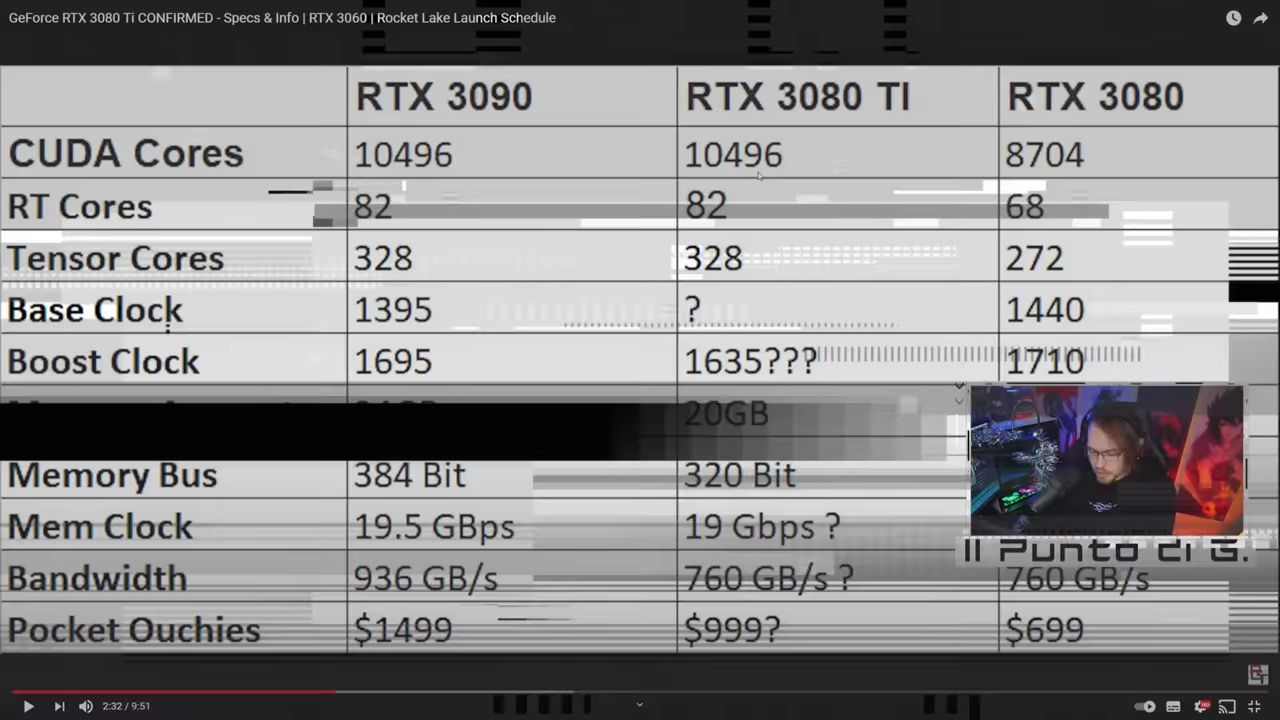 GeForce RTX 3080 Ti CONFIRMED - Specs & Info | RTX 3060 | Rocket Lake Launch Schedule
RTX 3090 RTX 3080 TI RTX 3080
CUDA Cores 10496 10496 8704
RT Cores 82 82 68
Tensor Cores 328 328 272
Base Clock 1395 ? 1440
Boost Clock 1695 1635??? 1710
20GB
Memory Bus 384 Bit 320 Bit
Mem Clock 19.5 GBps 19 Gbps ?
Il Punto di G.
Bandwidth 936 GB/s 760 GB/s ? 760 GB/s
Pocket Ouchies $1499 $999? $699
2:32 / 9:51